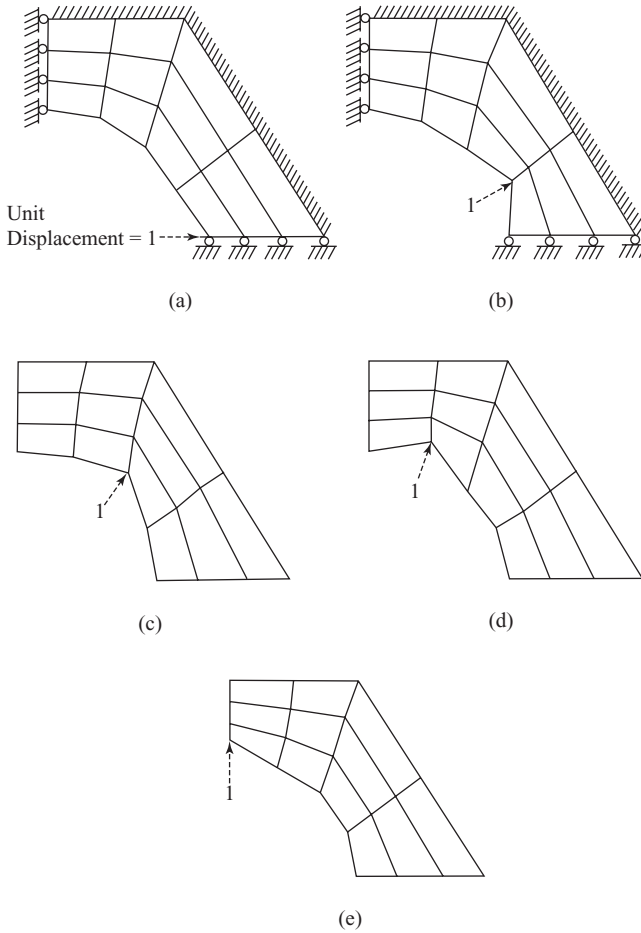 Unit
Displacement = 1
1
(a)
(b)
1
1
(c)
(d)
1
(e)